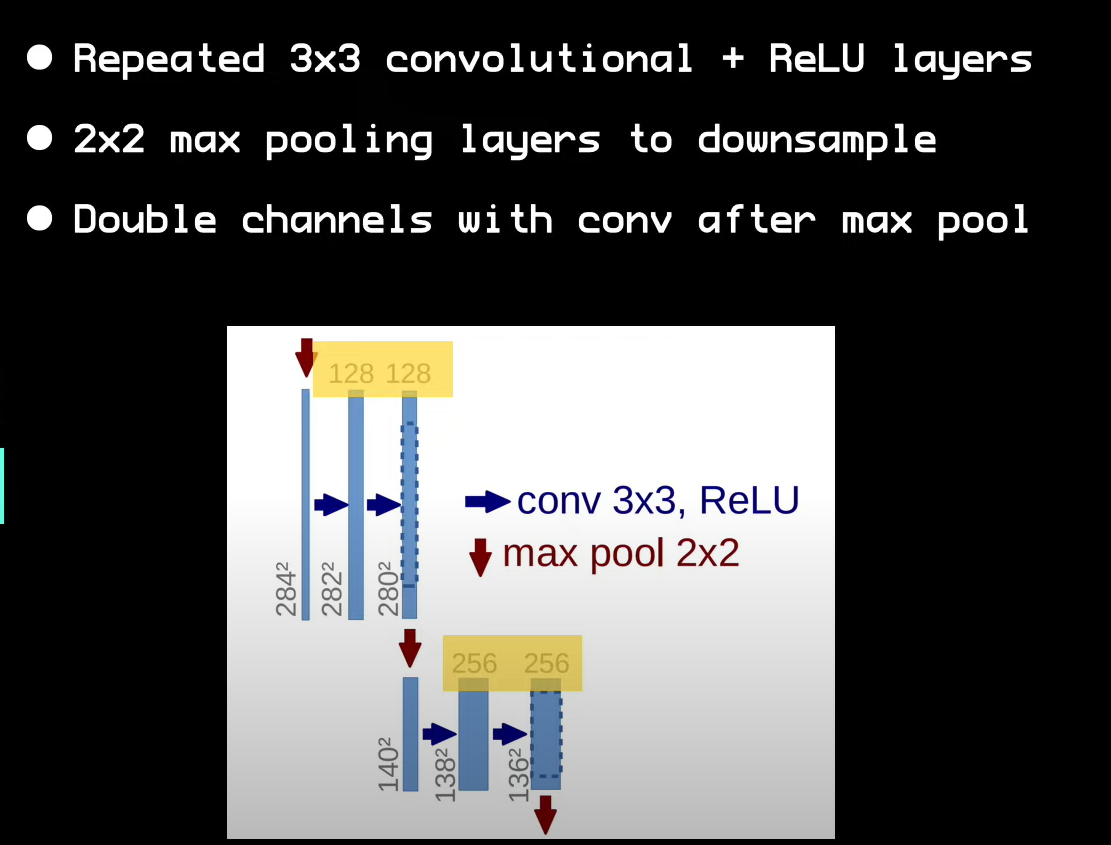 ● Repeated 3x3 convolutional + ReLU layers
● 2x2 max pooling layers to downsample
● Double channels with conv after max pool
128 128
284²
282²
280²
conv 3x3, ReLU
max pool 2x2
256 256
140²
138²
136²